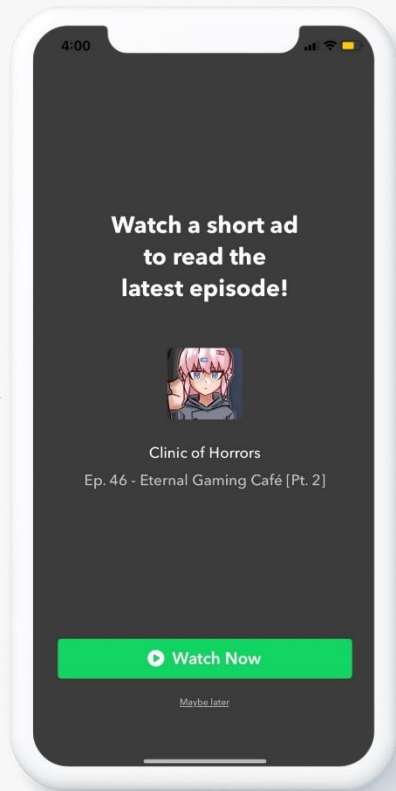 4:00
Watch a short ad
to read the
latest episode!
Clinic of Horrors
Ep. 46 - Eternal Gaming Café [Pt. 2]
Watch Now
Maybe later